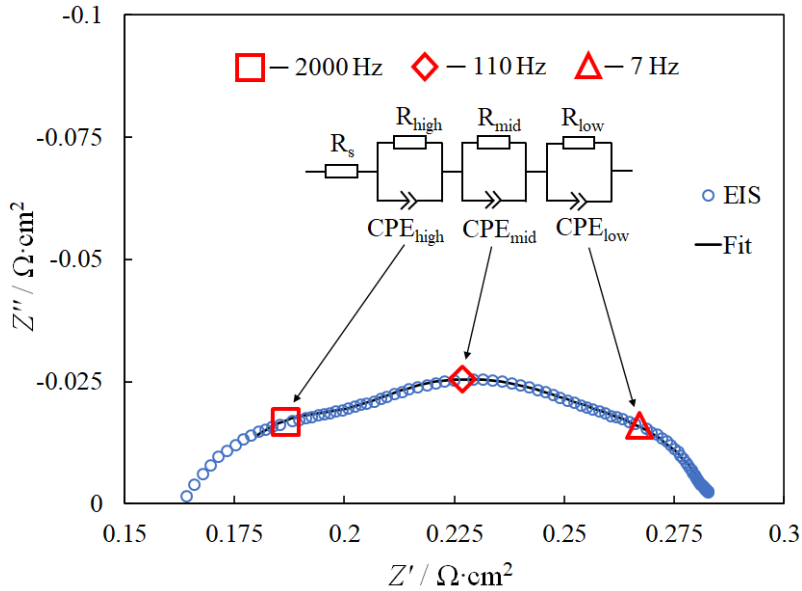 -0.1
-0.075
-0.05
-0.025
0
0.15
0.175
0.2
0.225
0.25
0.275
0.3
Z'' / Ω·cm²
Z' / Ω·cm²
– 2000 Hz
– 110 Hz
– 7 Hz
Rs
Rhigh
Rmid
Rlow
CPEhigh
CPEmid
CPElow
EIS
Fit